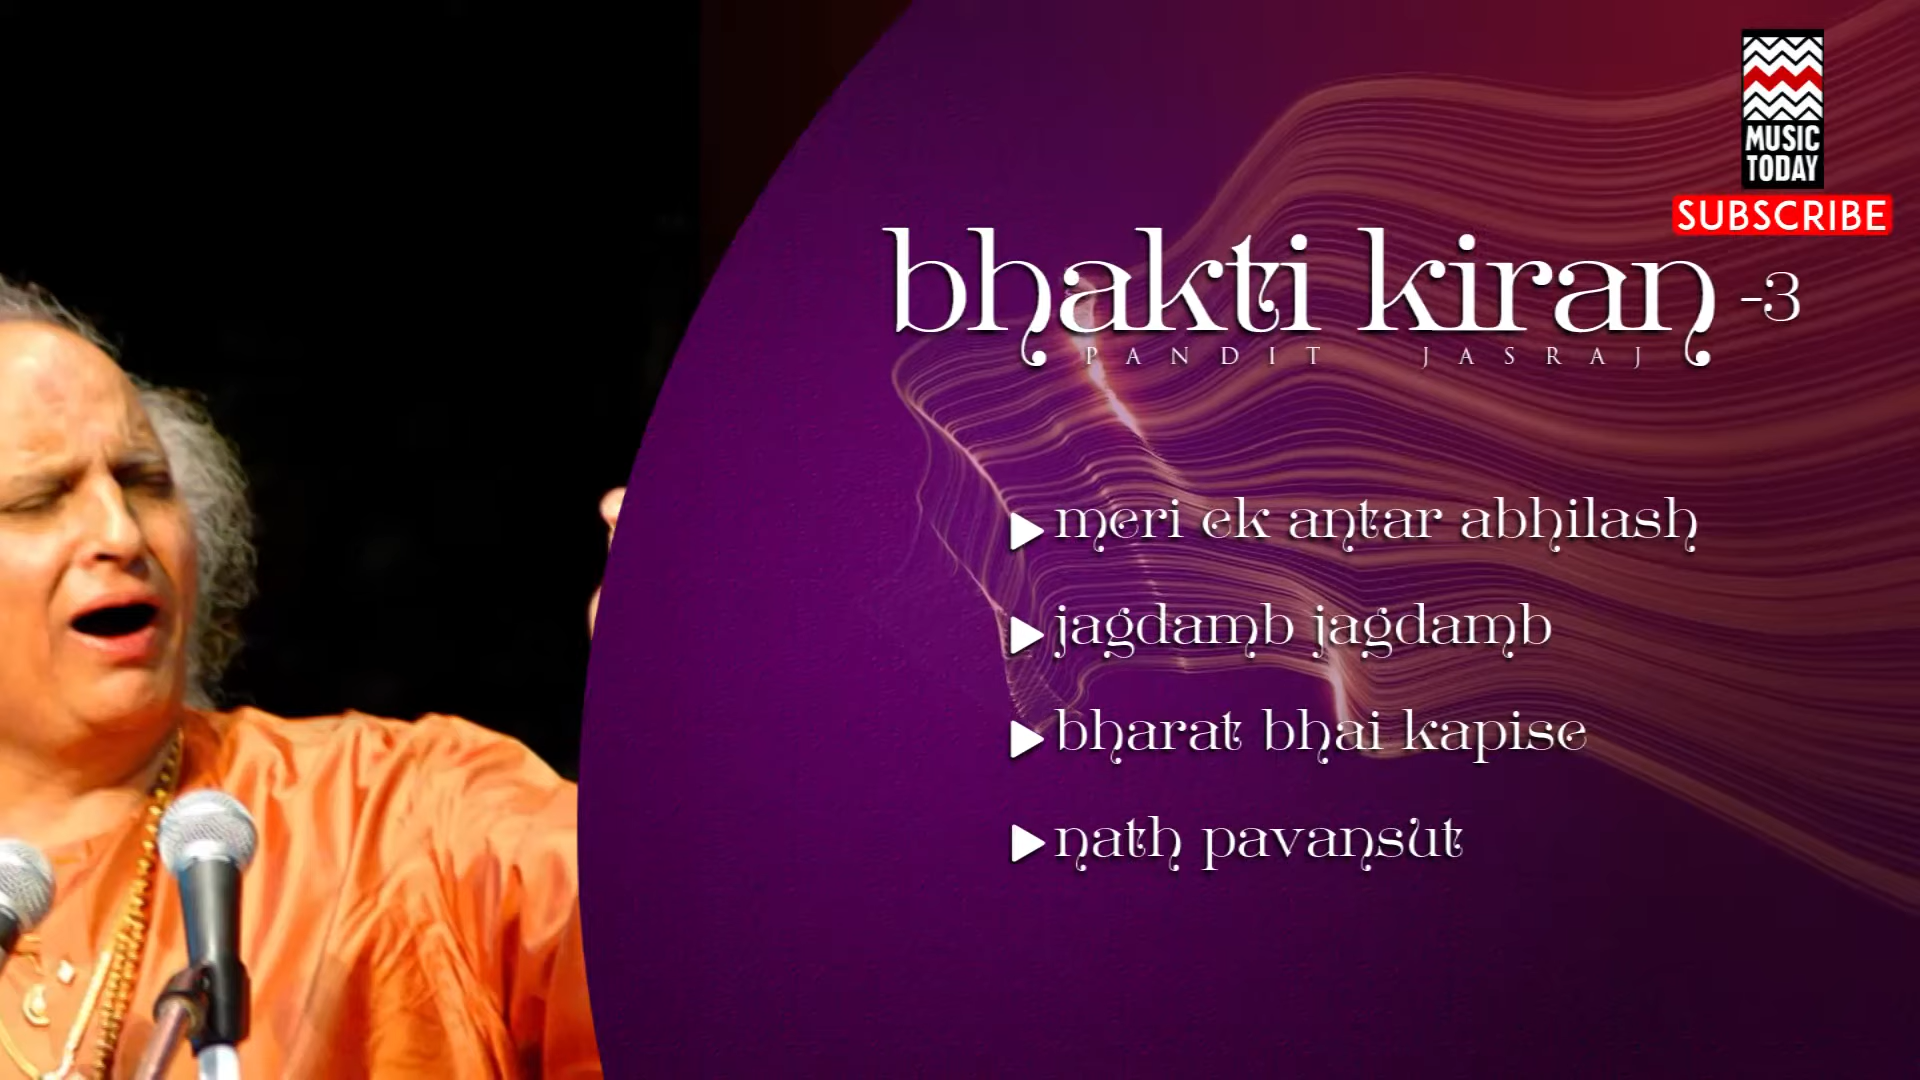 MUSIC
TODAY
SUBSCRIBE
bhakti kiran -3
PANDIT JASRAJ
meri ek antar abhilash
jagdamb jagdamb
bharat bhai kapise
nath pavansut